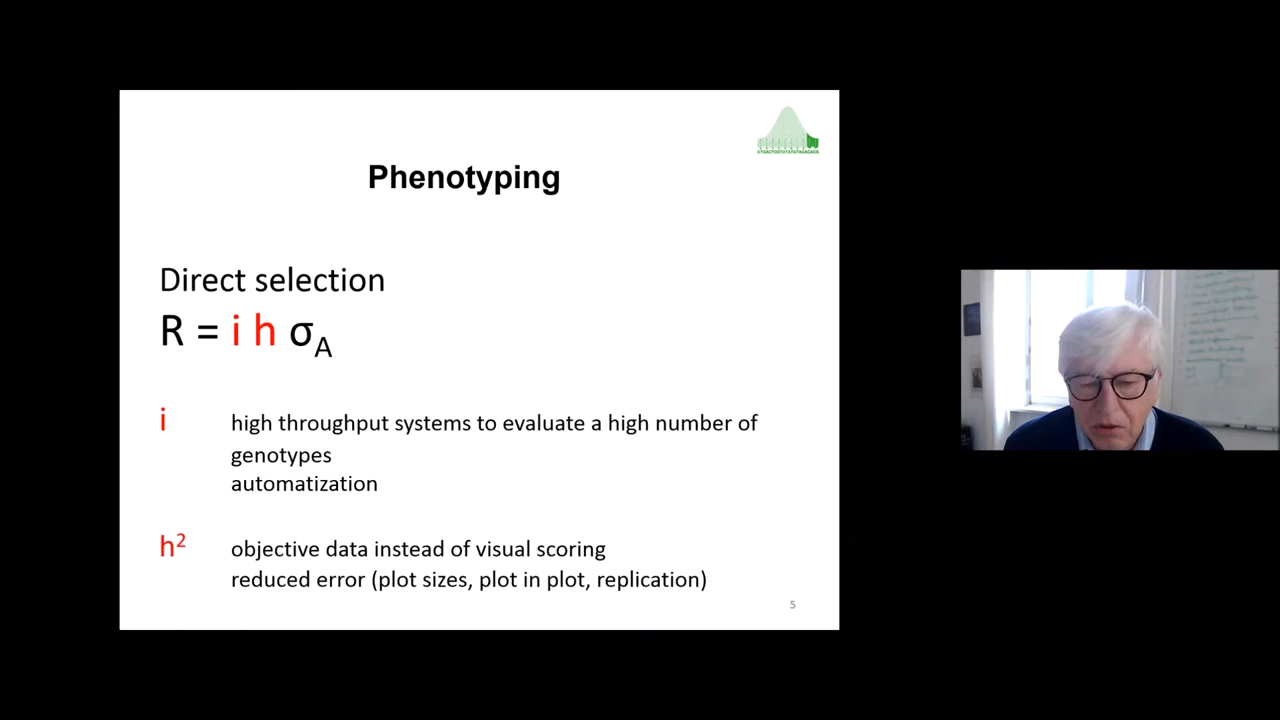 Phenotyping
Direct selection
R = i h σA
i high throughput systems to evaluate a high number of
genotypes
automatization
h² objective data instead of visual scoring
reduced error (plot sizes, plot in plot, replication)
5